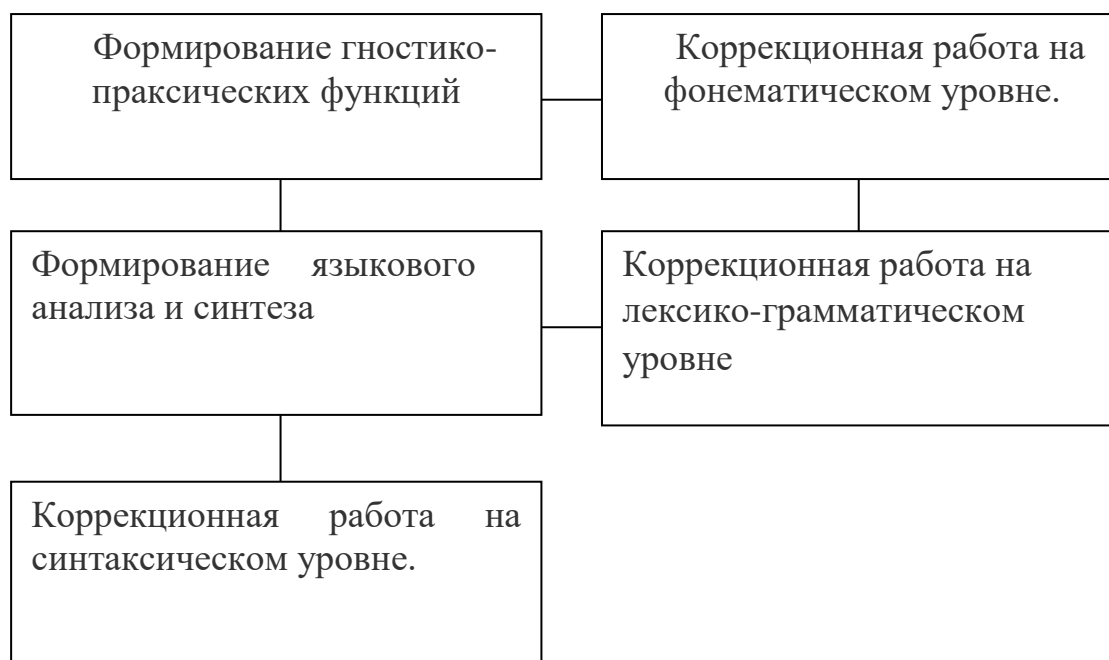 Формирование гностико-
праксических функций
Коррекционная работа на
фонематическом уровне.
Формирование языкового
анализа и синтеза
Коррекционная работа на
лексико-грамматическом
уровне
Коррекционная работа на
синтаксическом уровне.